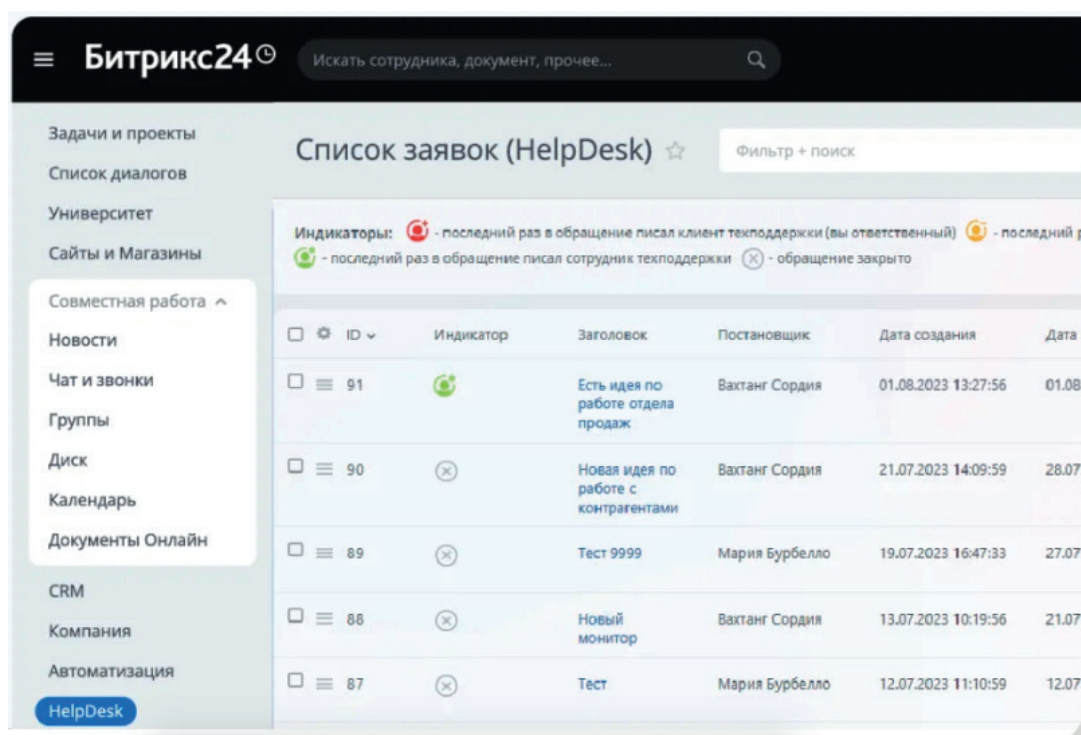 Битрикс24
Искать сотрудника, документ, прочее...
Задачи и проекты
Список диалогов
Университет
Сайты и Магазины
Совместная работа
Новости
Чат и звонки
Группы
Диск
Календарь
Документы Онлайн
CRM
Компания
Автоматизация
HelpDesk
Список заявок (HelpDesk)
Фильтр + поиск
Индикаторы: - последний раз в обращение писал клиент техподдержки (вы ответственный) - последний р
- последний раз в обращение писал сотрудник техподдержки - обращение закрыто
ID Индикатор Заголовок Постановщик Дата создания Дата
91 Есть идея по Вахтанг Сордия 01.08.2023 13:27:56 01.08
работе отдела
продаж
90 Новая идея по Вахтанг Сордия 21.07.2023 14:09:59 28.07
работе с
контрагентами
89 Тест 9999 Мария Бурбелло 19.07.2023 16:47:33 27.07
88 Новый Вахтанг Сордия 13.07.2023 10:19:56 21.07
монитор
87 Тест Мария Бурбелло 12.07.2023 11:10:59 12.07